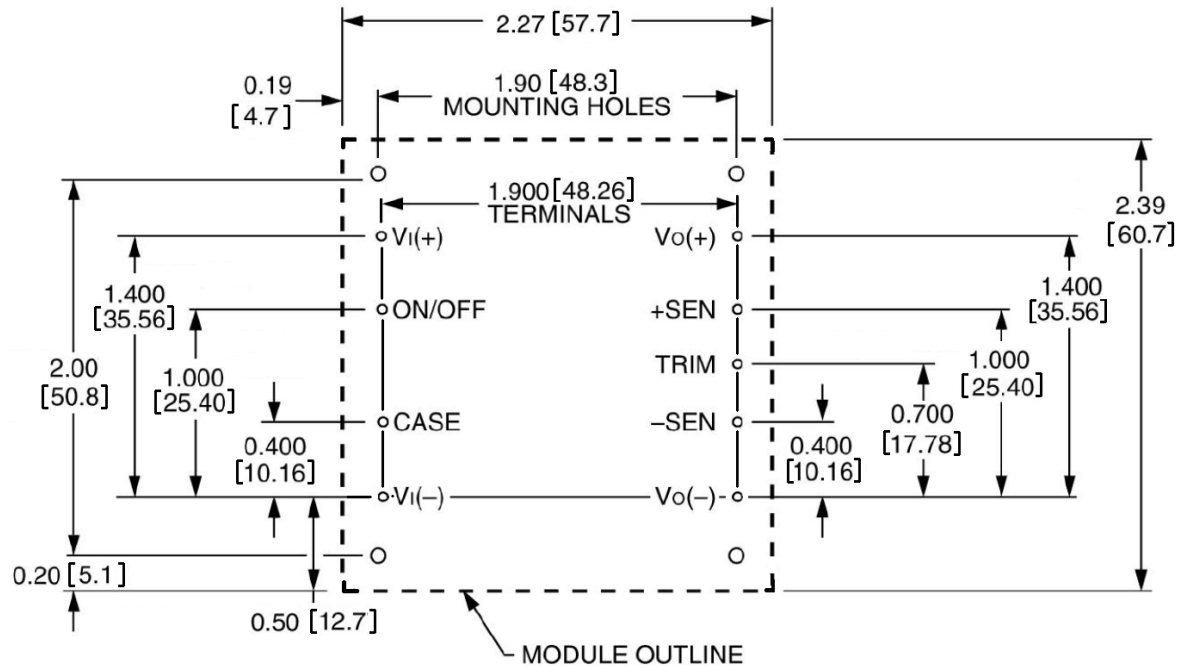 2.27 [57.7]
0.19
[4.7]
1.90 [48.3]
MOUNTING HOLES
1.900 [48.26]
TERMINALS
2.39
[60.7]
VI(+)
VO(+)
1.400
[35.56]
1.400
[35.56]
ON/OFF
+SEN
2.00
[50.8]
1.000
[25.40]
TRIM
1.000
[25.40]
CASE
–SEN
0.700
[17.78]
0.400
[10.16]
0.400
[10.16]
VI(–)
VO(–)
0.20 [5.1]
0.50 [12.7]
MODULE OUTLINE